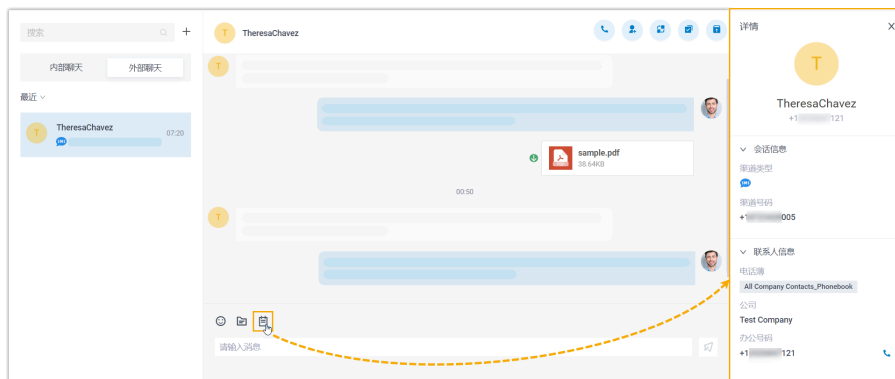 搜索
内部聊天
外部聊天
最近
T
TheresaChavez
07:20
T
TheresaChavez
T
sample.pdf
38.64KB
00:50
T
请输入消息
详情
T
TheresaChavez
+1 121
会话信息
渠道类型
渠道号码
+1 005
联系人信息
电话簿
All Company Contacts_Phonebook
公司
Test Company
办公号码
+1 121